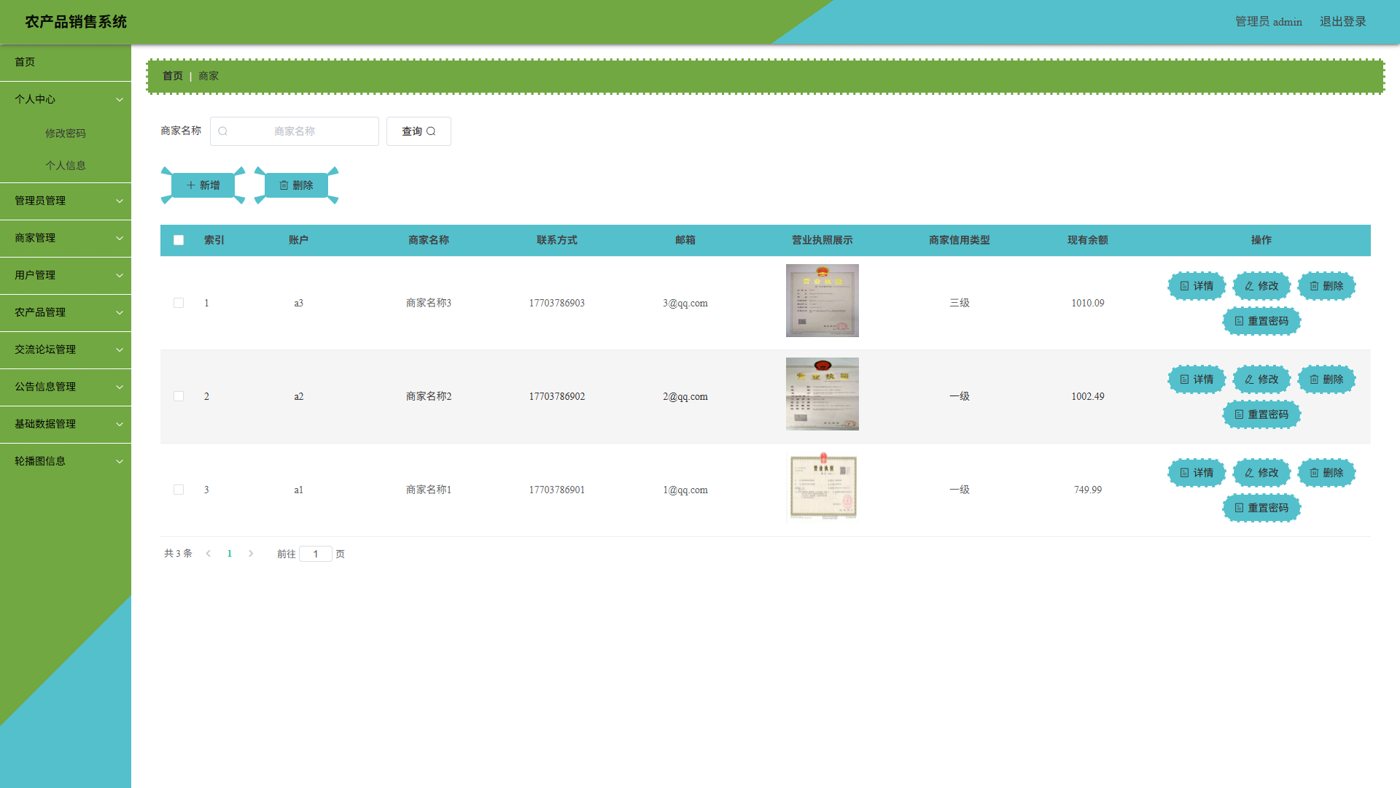 农产品销售系统
管理员 admin 退出登录
首页
个人中心
修改密码
个人信息
管理员管理
商家管理
用户管理
农产品管理
交流论坛管理
公告信息管理
基础数据管理
轮播图信息
首页 | 商家
商家名称 商家名称 查询
新增 删除
索引 账户 商家名称 联系方式 邮箱 营业执照展示 商家信用类型 现有余额 操作
1 a3 商家名称3 17703786903 3@qq.com 三级 1010.09 详情 修改 删除
重置密码
2 a2 商家名称2 17703786902 2@qq.com 一级 1002.49 详情 修改 删除
重置密码
3 a1 商家名称1 17703786901 1@qq.com 一级 749.99 详情 修改 删除
重置密码
共 3 条 1 前往 1 页